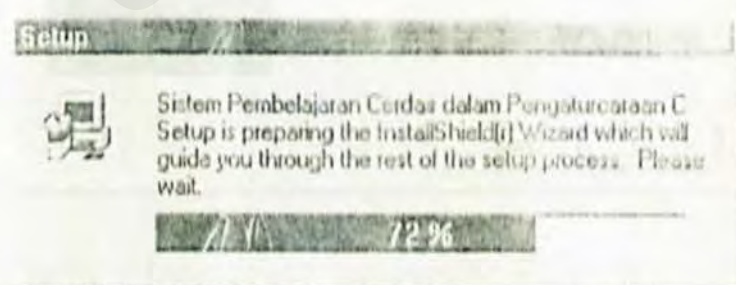 Setup
Sistem Pembelajaran Cerdas dalam Pengaturcaraan C
Setup is preparing the InstallShield(r) Wizard which will
guide you through the rest of the setup process. Please
wait.
72 %